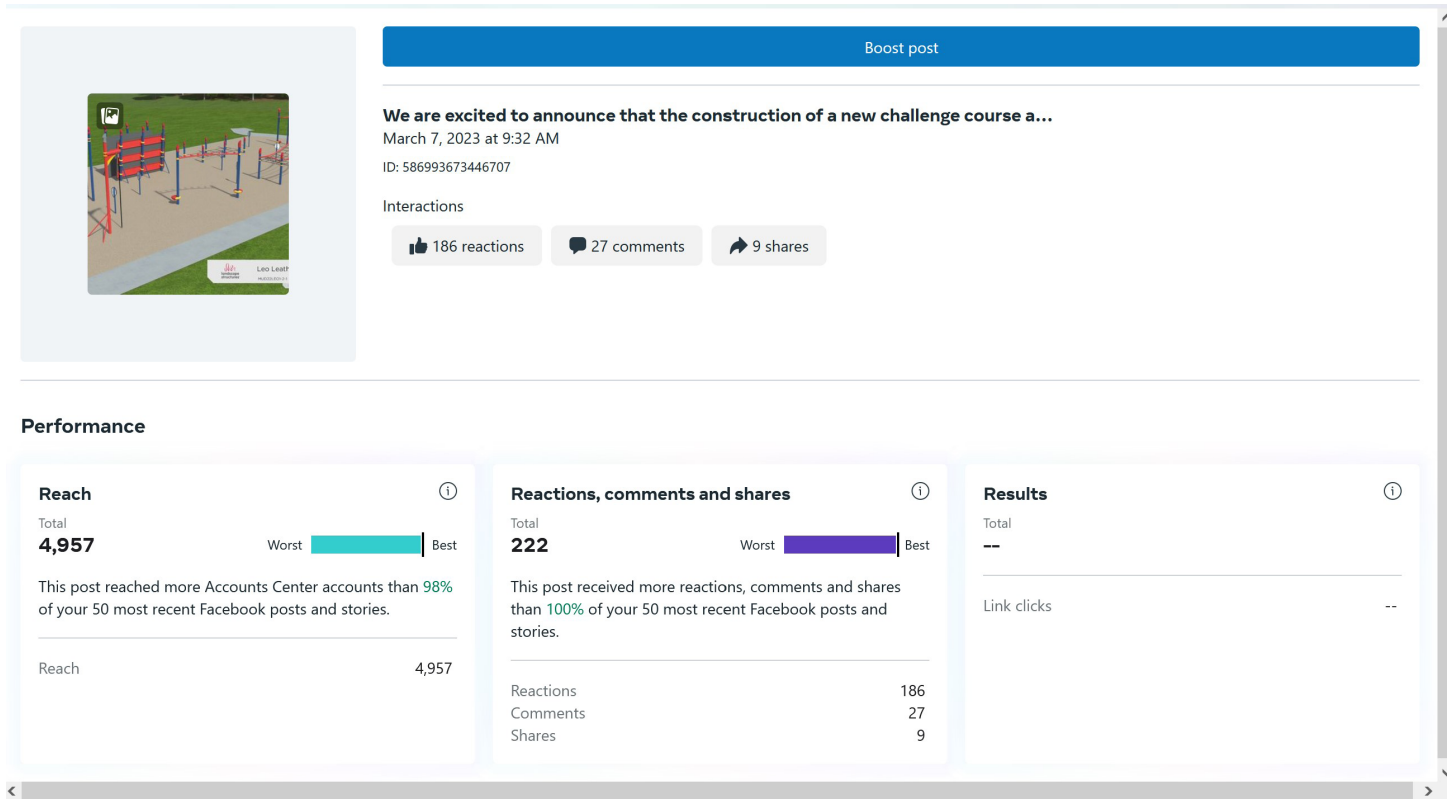 Boost post
We are excited to announce that the construction of a new challenge course a...
March 7, 2023 at 9:32 AM
ID: 586993673446707
Interactions
186 reactions
27 comments
9 shares
landscape
structures
Leo Leath
Performance
Reach
Total
4,957
Worst
Best
This post reached more Accounts Center accounts than 98%
of your 50 most recent Facebook posts and stories.
Reach
4,957
Reactions, comments and shares
Total
222
Worst
Best
This post received more reactions, comments and shares
than 100% of your 50 most recent Facebook posts and
stories.
Reactions
186
Comments
27
Shares
9
Results
Total
--
Link clicks
--